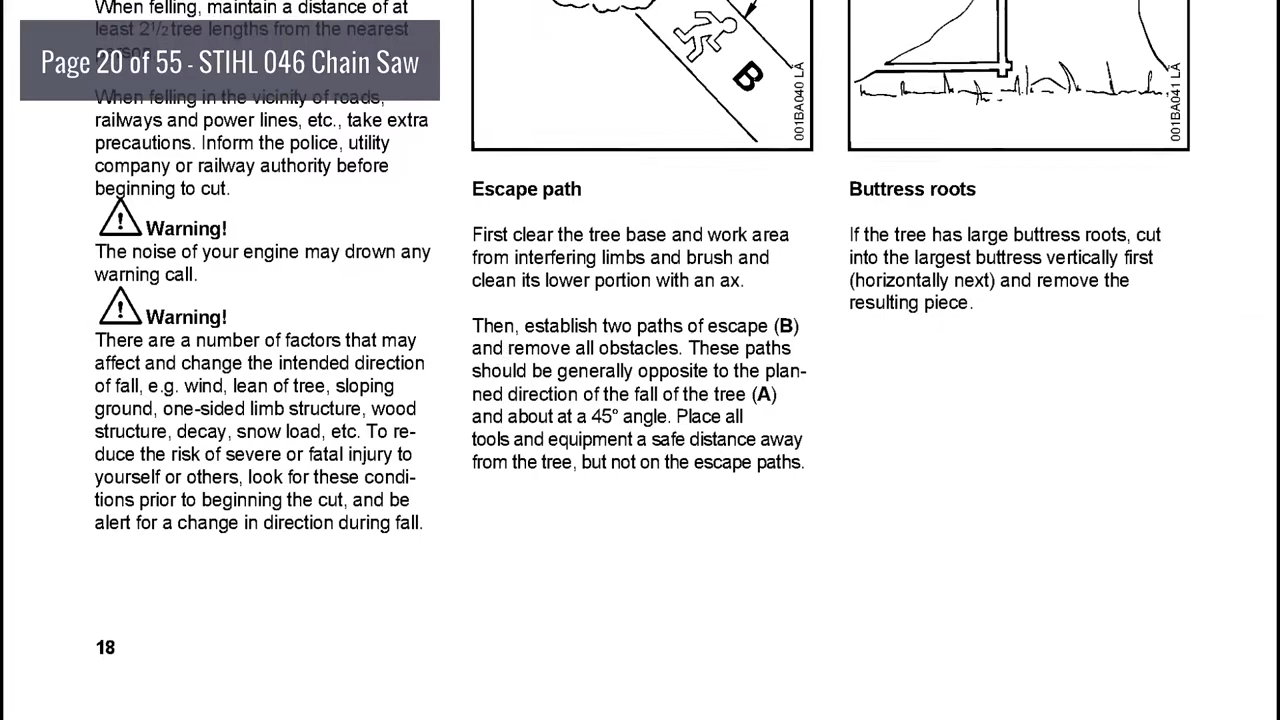 When felling, maintain a distance of at
least 2½ tree lengths from the nearest
Page 20 of 55 - STIHL 046 Chain Saw
When felling in the vicinity of roads,
railways and power lines, etc., take extra
precautions. Inform the police, utility
company or railway authority before
beginning to cut.
Warning!
The noise of your engine may drown any
warning call.
Warning!
There are a number of factors that may
affect and change the intended direction
of fall, e.g. wind, lean of tree, sloping
ground, one-sided limb structure, wood
structure, decay, snow load, etc. To re-
duce the risk of severe or fatal injury to
yourself or others, look for these condi-
tions prior to beginning the cut, and be
alert for a change in direction during fall.
18
B
001BA040 LÄ
Escape path
First clear the tree base and work area
from interfering limbs and brush and
clean its lower portion with an ax.
Then, establish two paths of escape (B)
and remove all obstacles. These paths
should be generally opposite to the plan-
ned direction of the fall of the tree (A)
and about at a 45° angle. Place all
tools and equipment a safe distance away
from the tree, but not on the escape paths.
001BA041 LÄ
Buttress roots
If the tree has large buttress roots, cut
into the largest buttress vertically first
(horizontally next) and remove the
resulting piece.